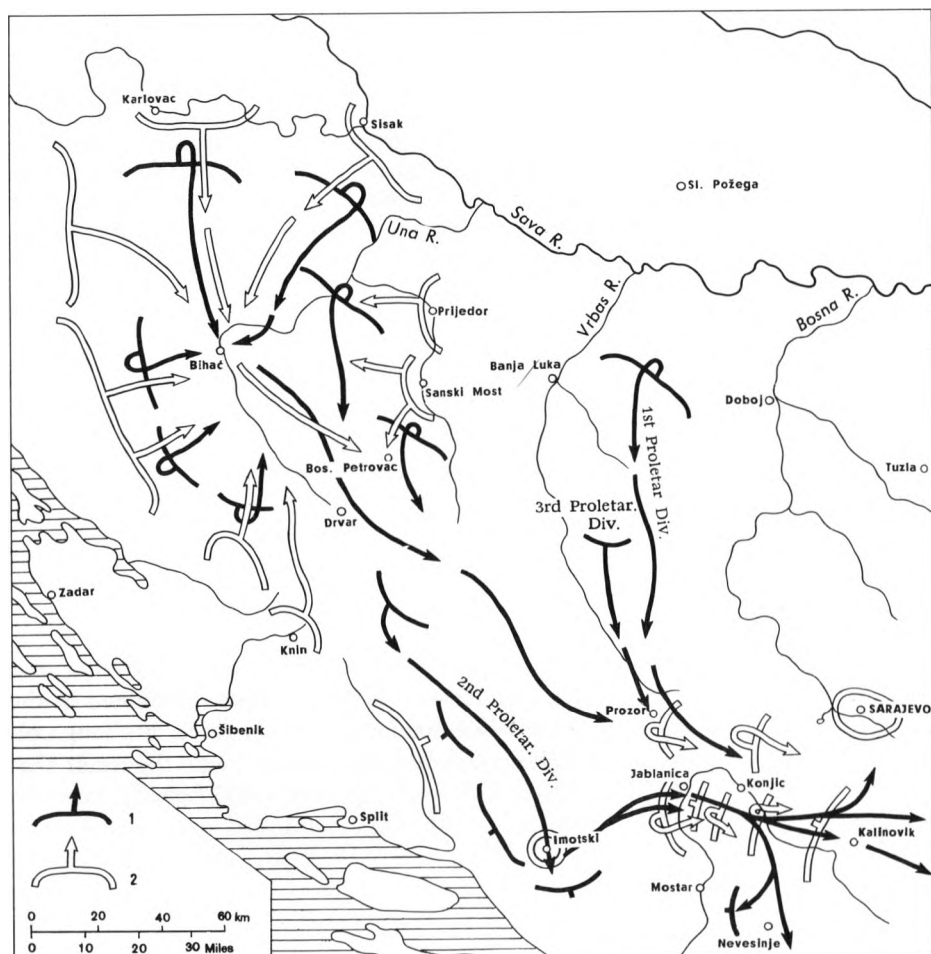 Karlovac
Sisak
Sl. Požega
Sava R.
Una R.
Vrbas R.
Bosna R.
Prijedor
Bihać
Banja Luka
Sanski Most
Doboj
1st Proletar Div.
Bos. Petrovac
Tuzla
Drvar
3rd Proletar.
Div.
Zadar
Knin
2nd Proletar. Div.
Prozor
SARAJEVO
Šibenik
Jablanica
Konjic
1
Split
Imotski
Kalinovik
2
Mostar
0 20 40 60 km
0 10 20 30 Miles
Nevesinje